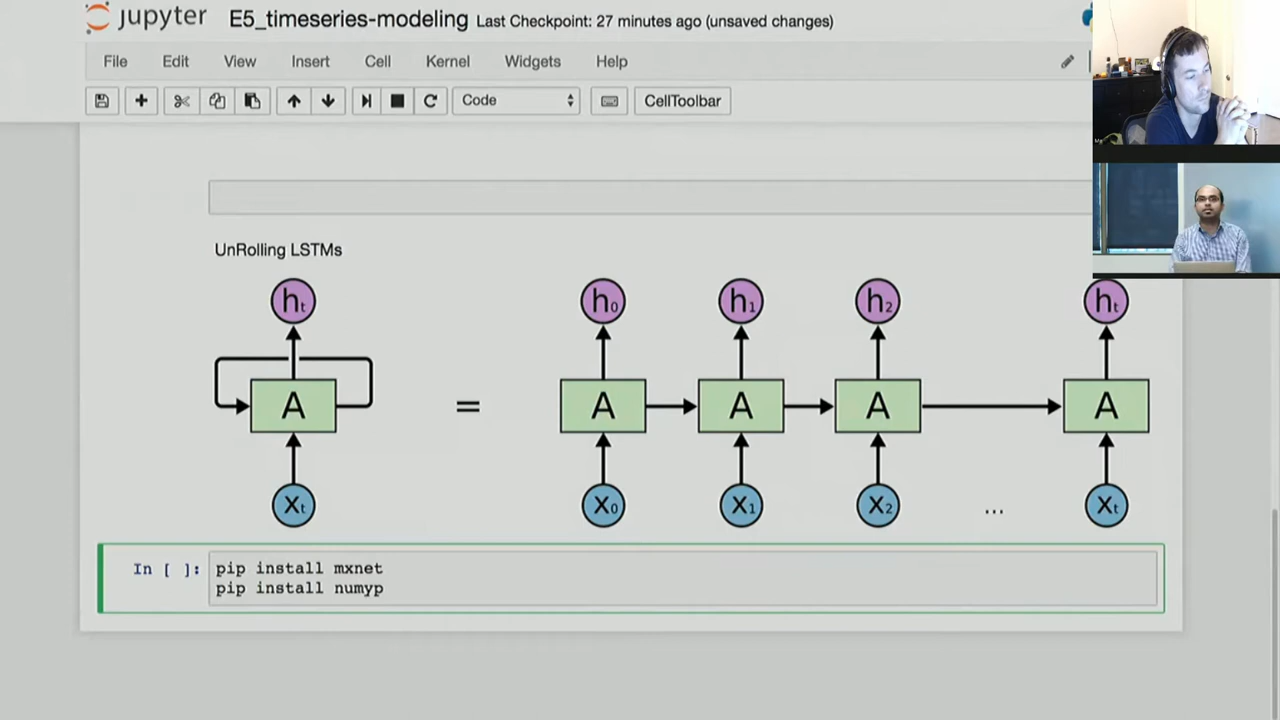 jupyter E5_timeseries-modeling Last Checkpoint: 27 minutes ago (unsaved changes)
File Edit View Insert Cell Kernel Widgets Help
Code CellToolbar
UnRolling LSTMs
ht h0 h1 h2 ht
A = A A A A
xt x0 x1 x2 ... xt
In [ ]: pip install mxnet
pip install numyp